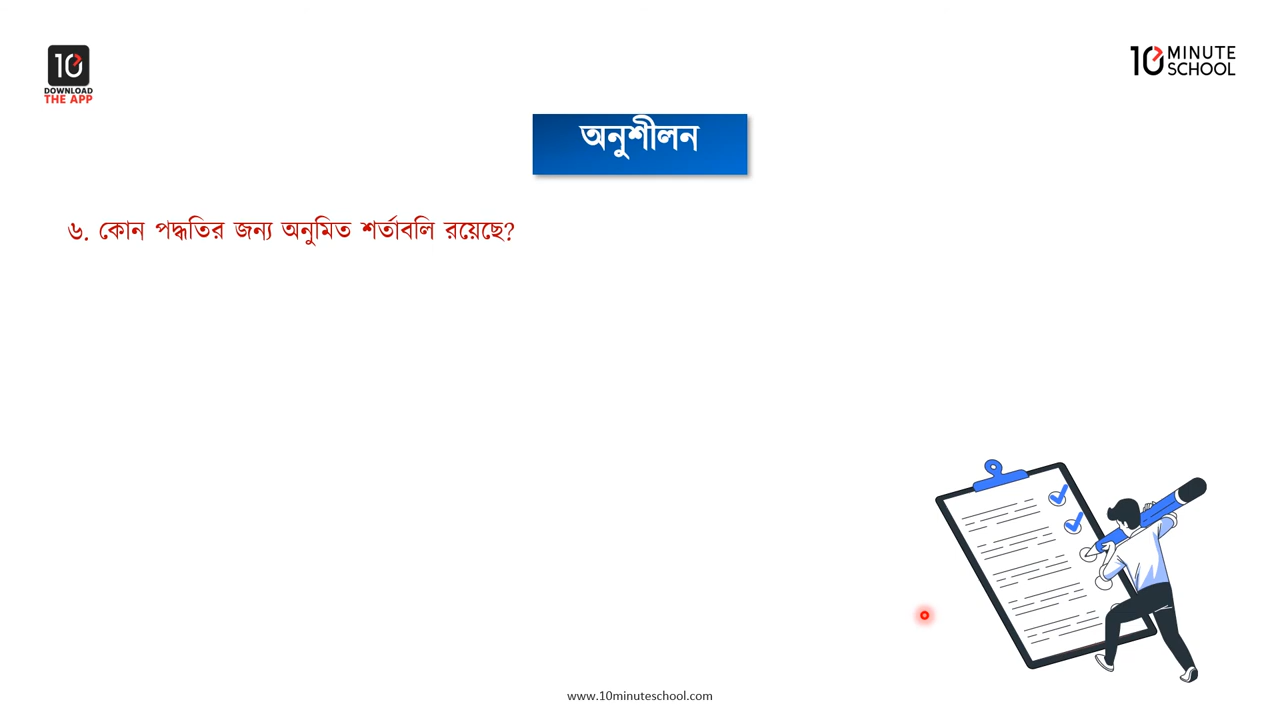 10
DOWNLOAD
THE APP
10 MINUTE
SCHOOL
অনুশীলন
৬. কোন পদ্ধতির জন্য অনুমিত শর্তাবলি রয়েছে?
www.10minuteschool.com